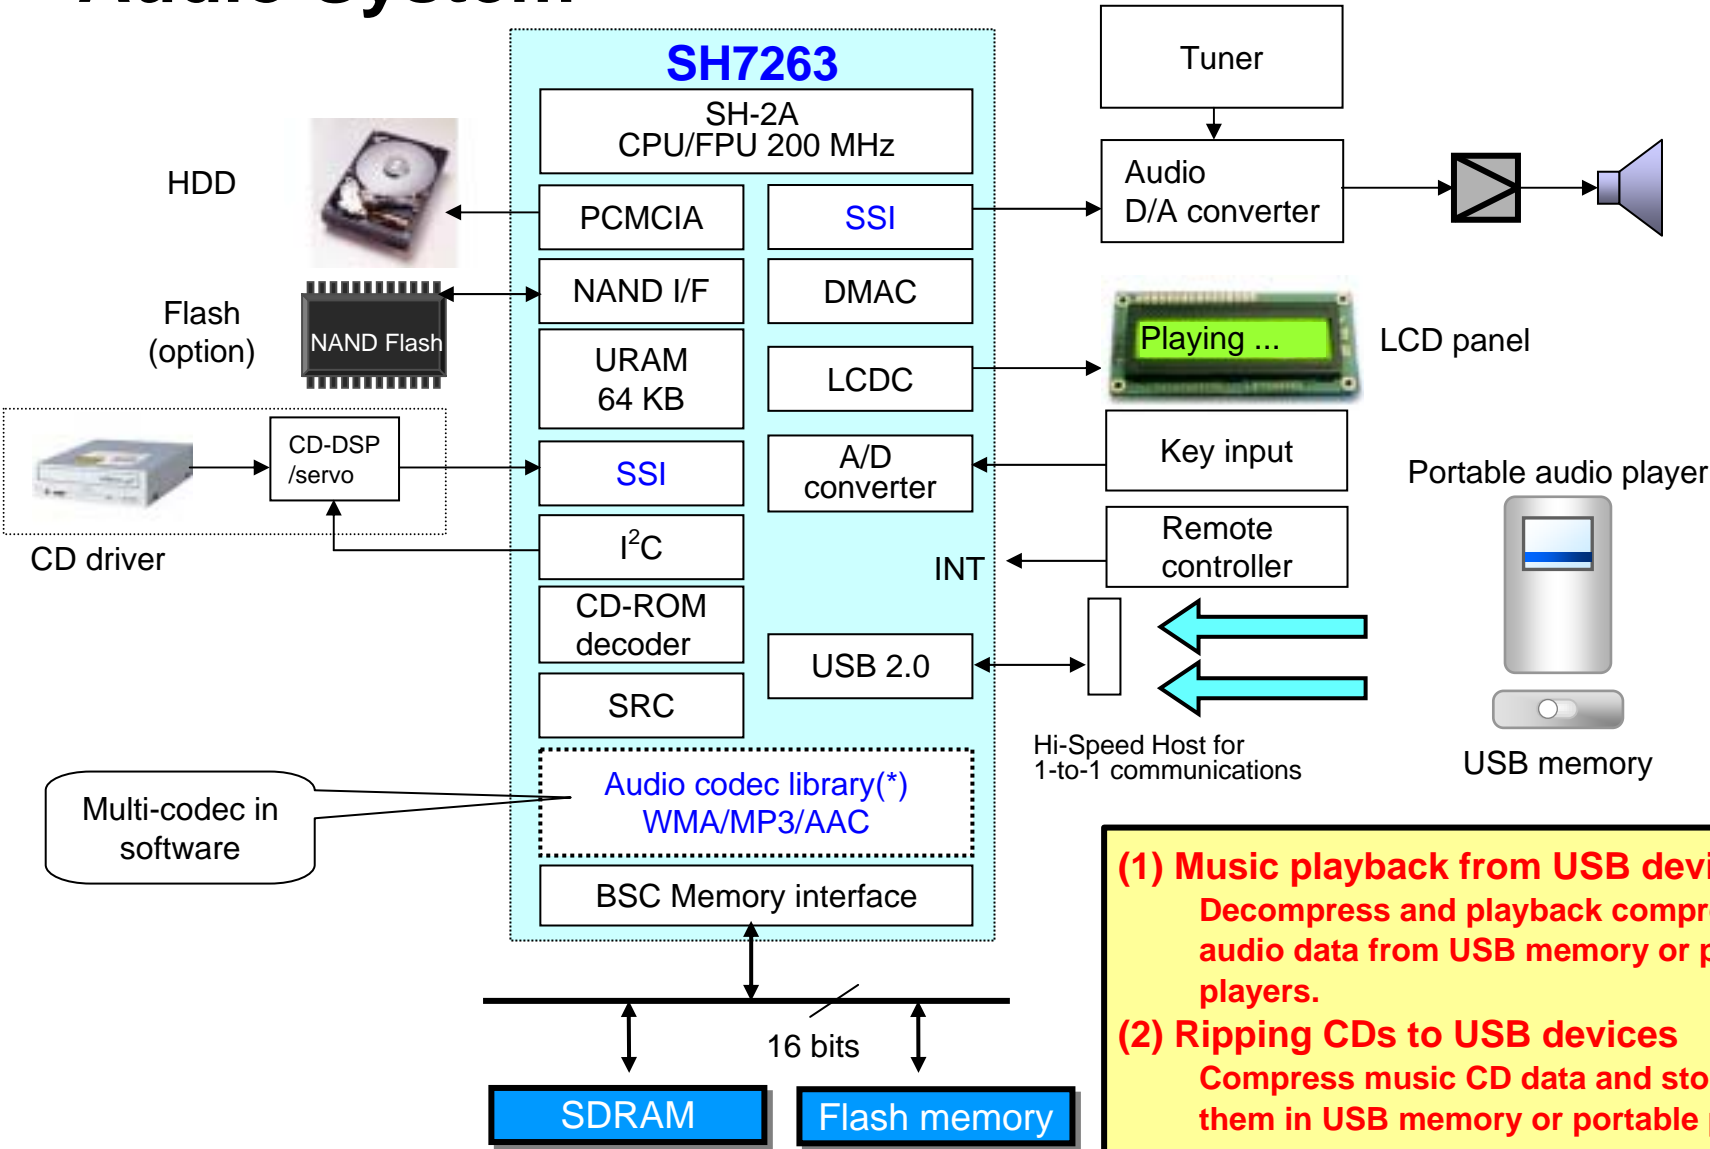 Audio System
SH7263
SH-2A
CPU/FPU 200 MHz
HDD
PCMCIA
SSI
Tuner
Audio
D/A converter
Flash
(option)
NAND Flash
NAND I/F
DMAC
Playing ...
LCD panel
URAM
64 KB
LCDC
CD-DSP
/servo
SSI
A/D
converter
Key input
CD driver
I²C
INT
Remote
controller
Portable audio player
CD-ROM
decoder
USB 2.0
SRC
Hi-Speed Host for
1-to-1 communications
USB memory
Multi-codec in
software
Audio codec library(*)
WMA/MP3/AAC
BSC Memory interface
16 bits
SDRAM
Flash memory
(1) Music playback from USB
Decompress and playback
audio data from USB memory or
players.
(2) Ripping CDs to USB devices
Compress music CD data and
them in USB memory or portable